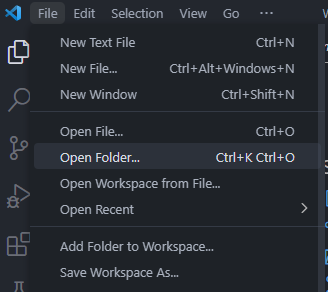 File Edit Selection View Go ...
New Text File Ctrl+N
New File... Ctrl+Alt+Windows+N
New Window Ctrl+Shift+N
Open File... Ctrl+O
Open Folder... Ctrl+K Ctrl+O
Open Workspace from File...
Open Recent
Add Folder to Workspace...
Save Workspace As...